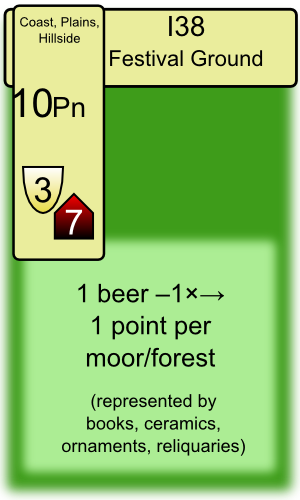 Coast, Plains,
Hillside
I38
Festival Ground
10Pn
3
7
1 beer –1×→
1 point per
moor/forest
(represented by
books, ceramics,
ornaments, reliquaries)